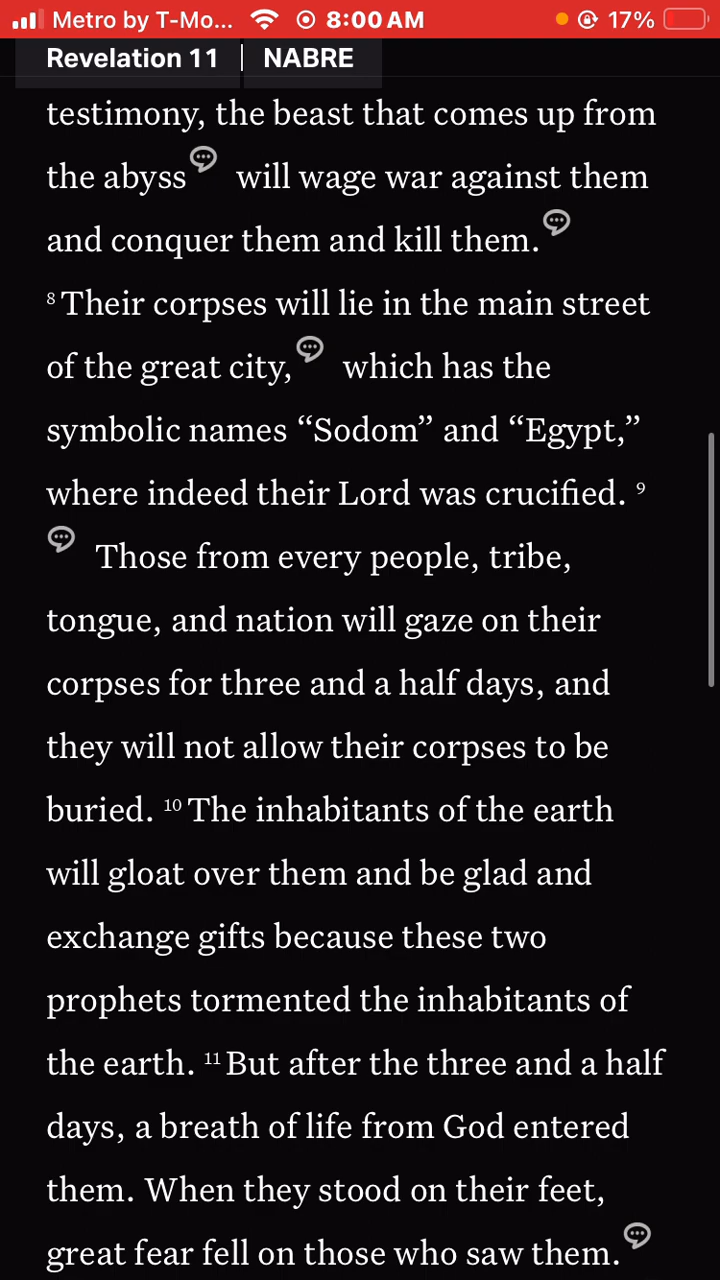 Metro by T-Mo... 8:00 AM 17%
Revelation 11 | NABRE
testimony, the beast that comes up from
the abyss will wage war against them
and conquer them and kill them.
8 Their corpses will lie in the main street
of the great city, which has the
symbolic names “Sodom” and “Egypt,”
where indeed their Lord was crucified. 9
Those from every people, tribe,
tongue, and nation will gaze on their
corpses for three and a half days, and
they will not allow their corpses to be
buried. 10 The inhabitants of the earth
will gloat over them and be glad and
exchange gifts because these two
prophets tormented the inhabitants of
the earth. 11 But after the three and a half
days, a breath of life from God entered
them. When they stood on their feet,
great fear fell on those who saw them.